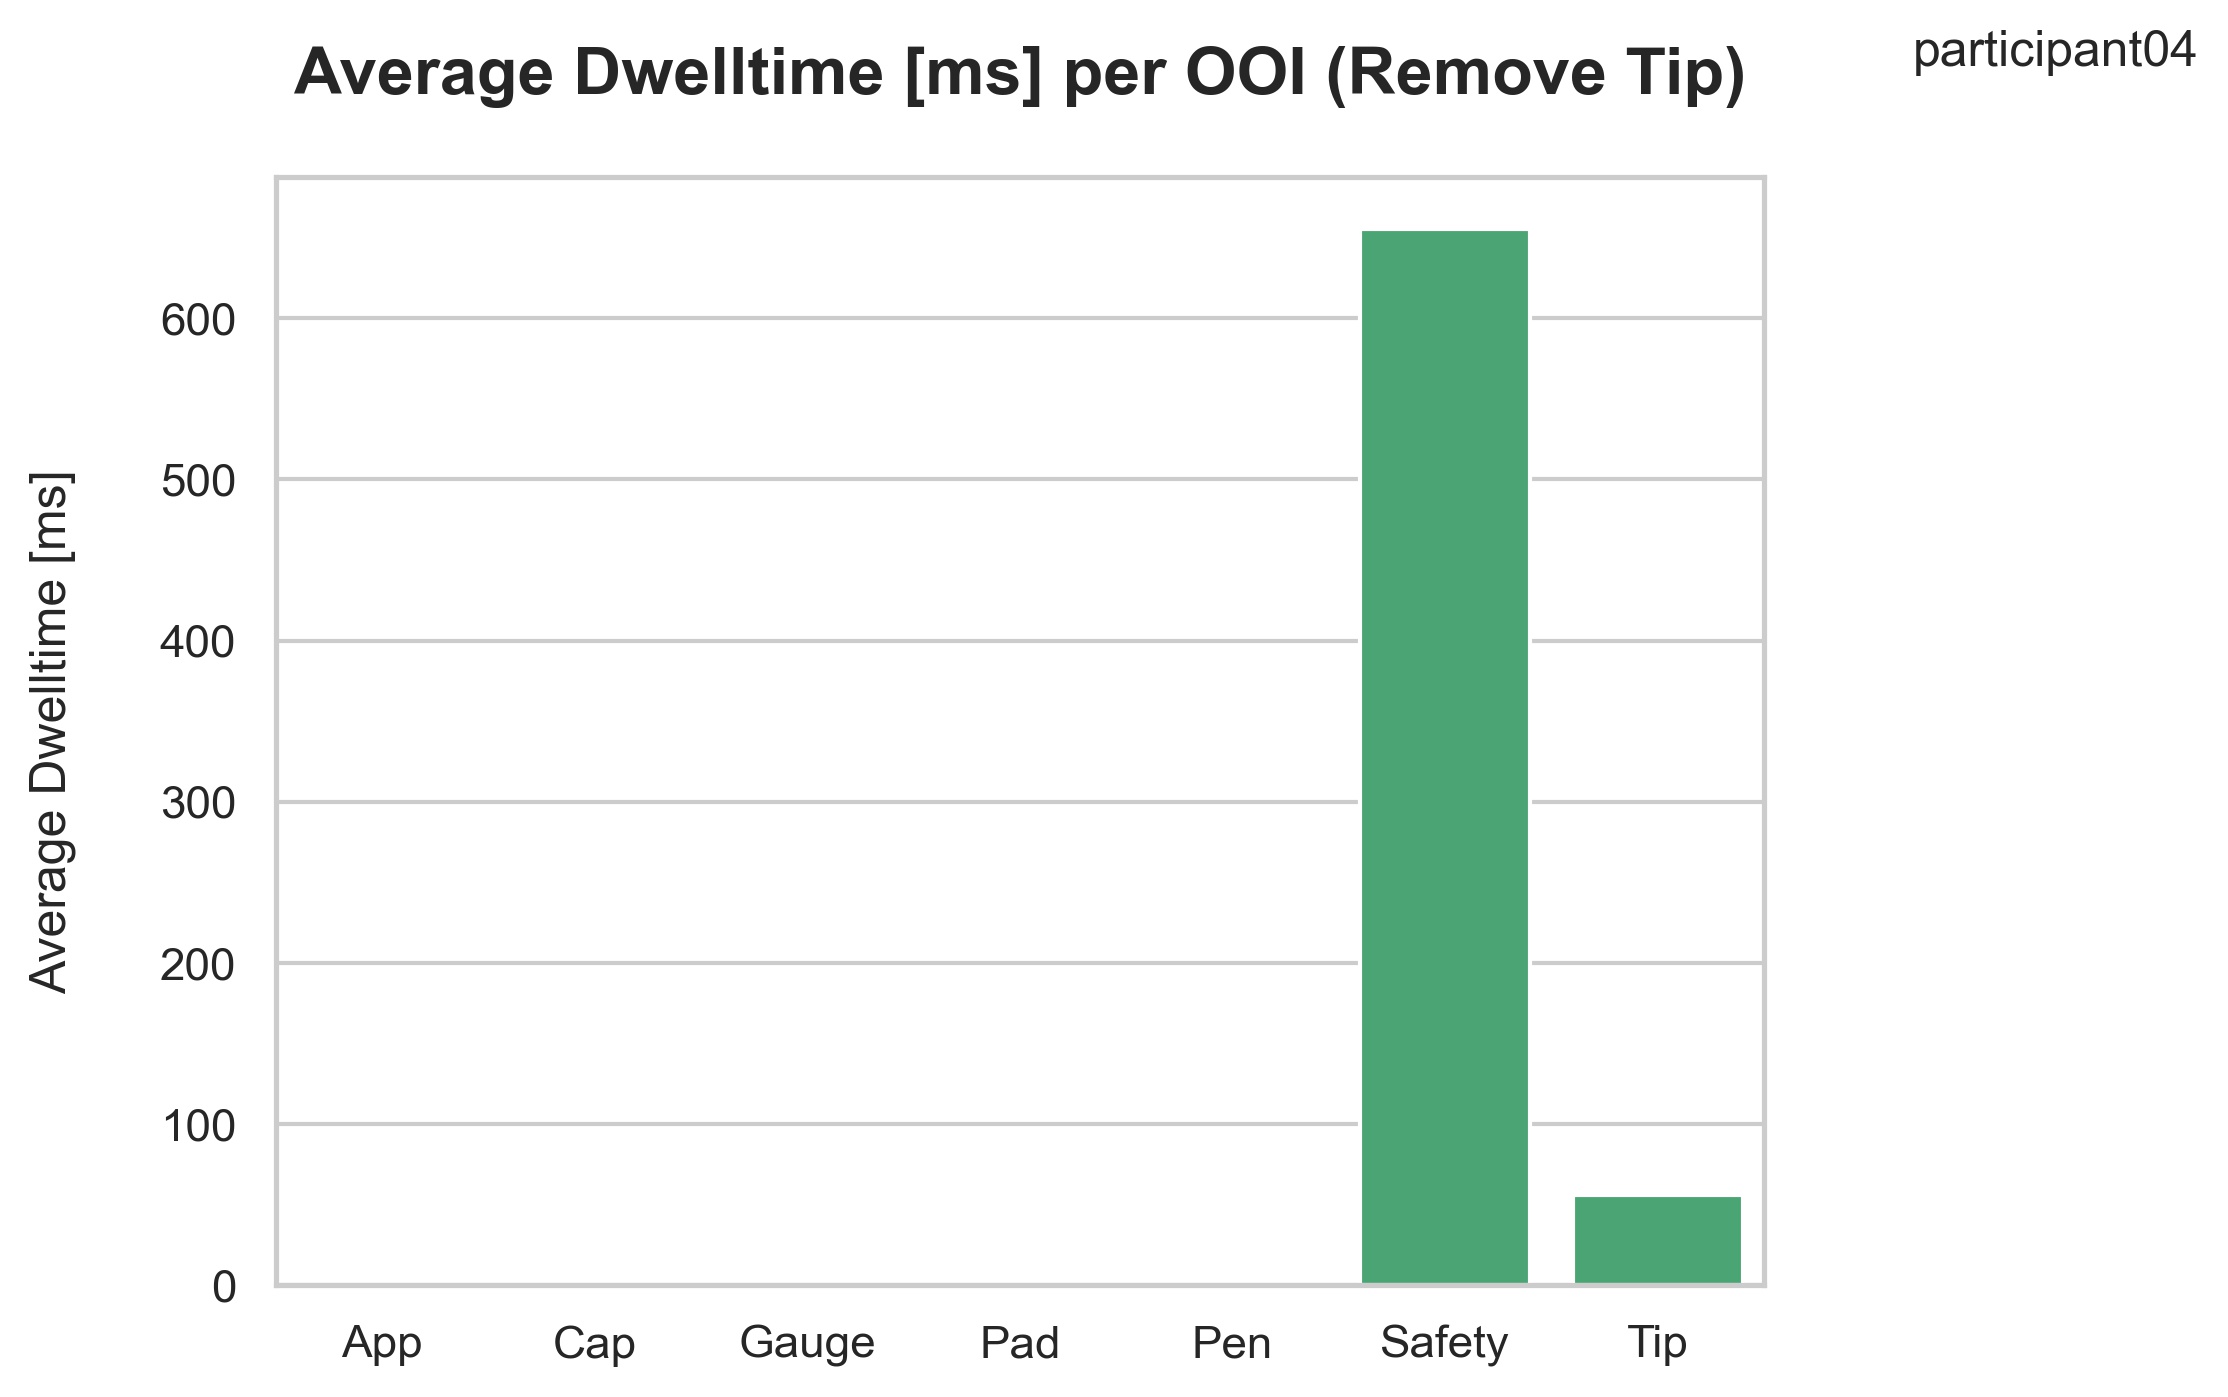 Average Dwelltime [ms] per OOI (Remove Tip)
participant04
Average Dwelltime [ms]
600
500
400
300
200
100
0
App Cap Gauge Pad Pen Safety Tip